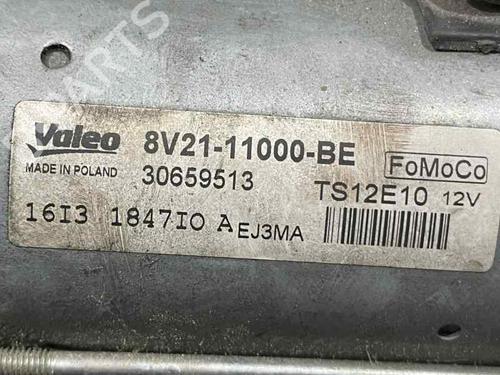 Valeo 8V21-11000-BE FoMoCo
MADE IN POLAND 30659513 TS12E10 12V
16I3 1847IO A EJ3MA